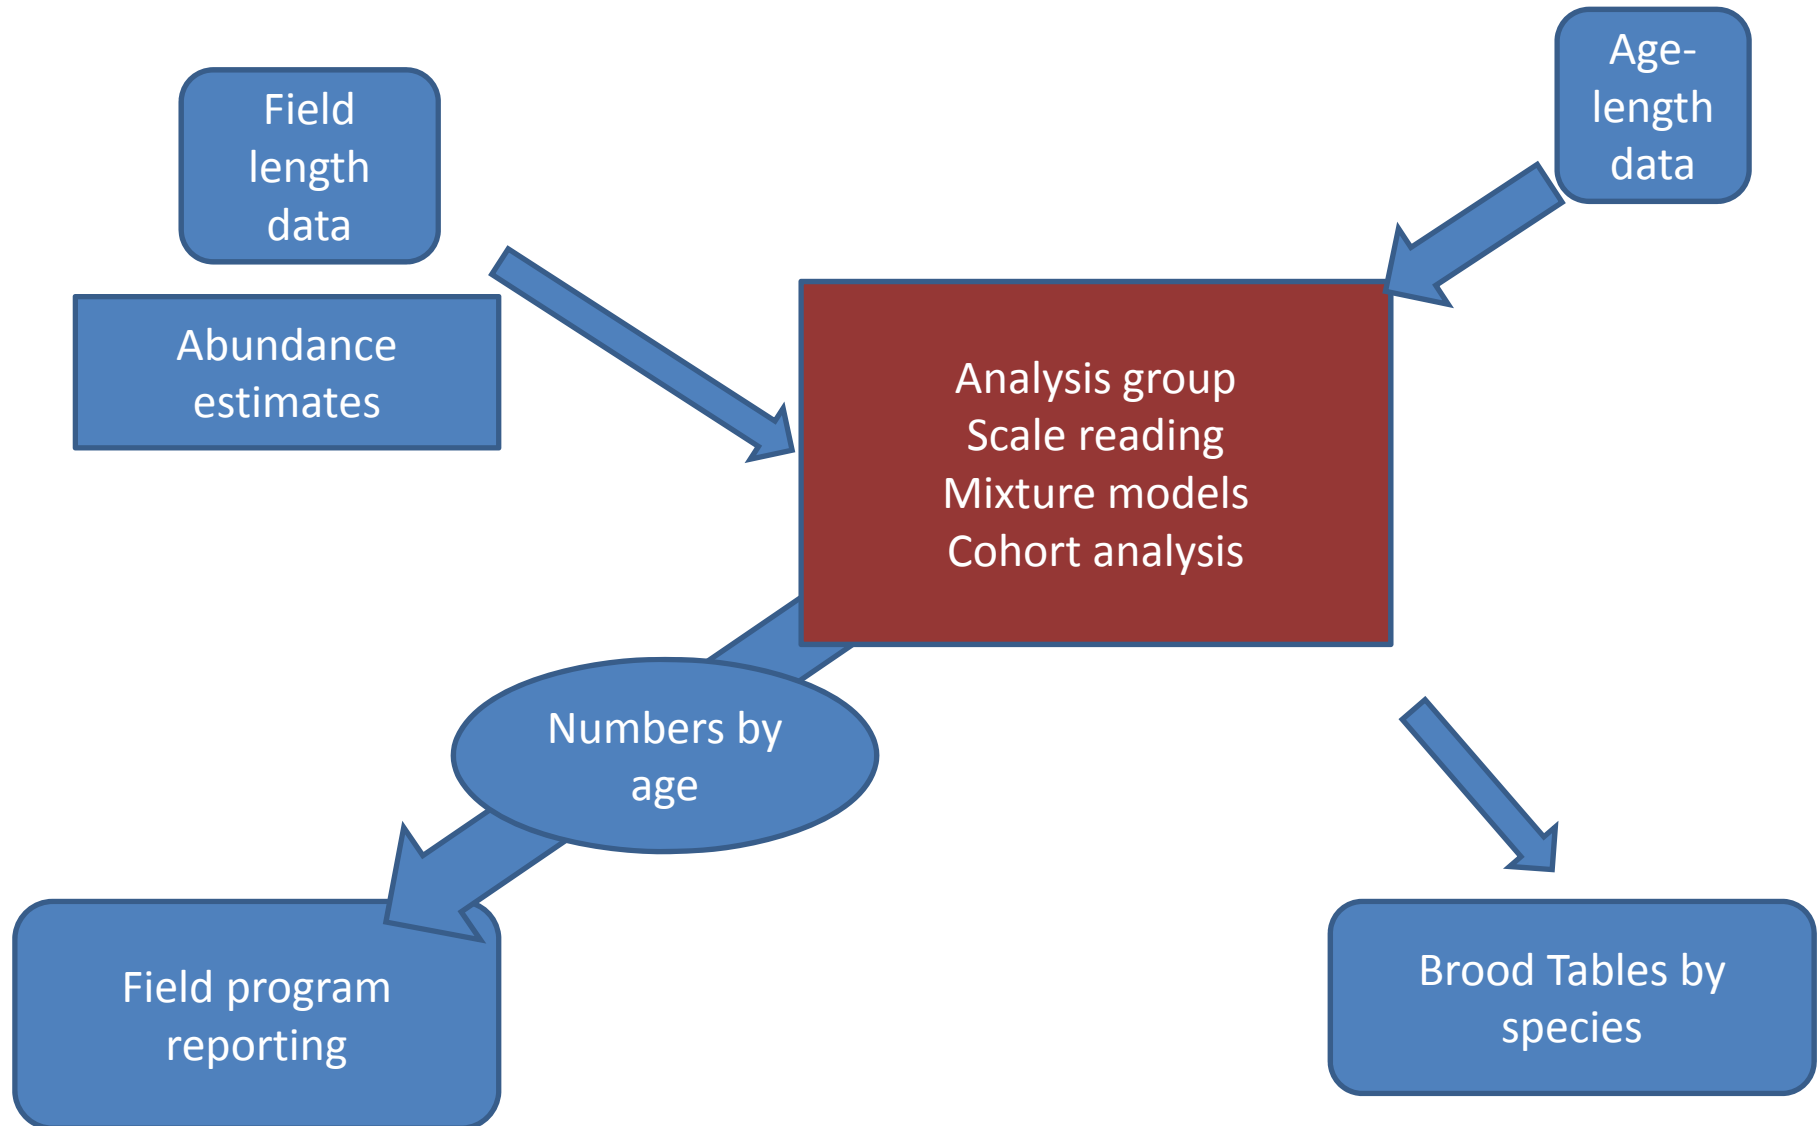 Field
length
data
Age-
length
data
Abundance
estimates
Analysis group
Scale reading
Mixture models
Cohort analysis
Numbers by
age
Field program
reporting
Brood Tables by
species